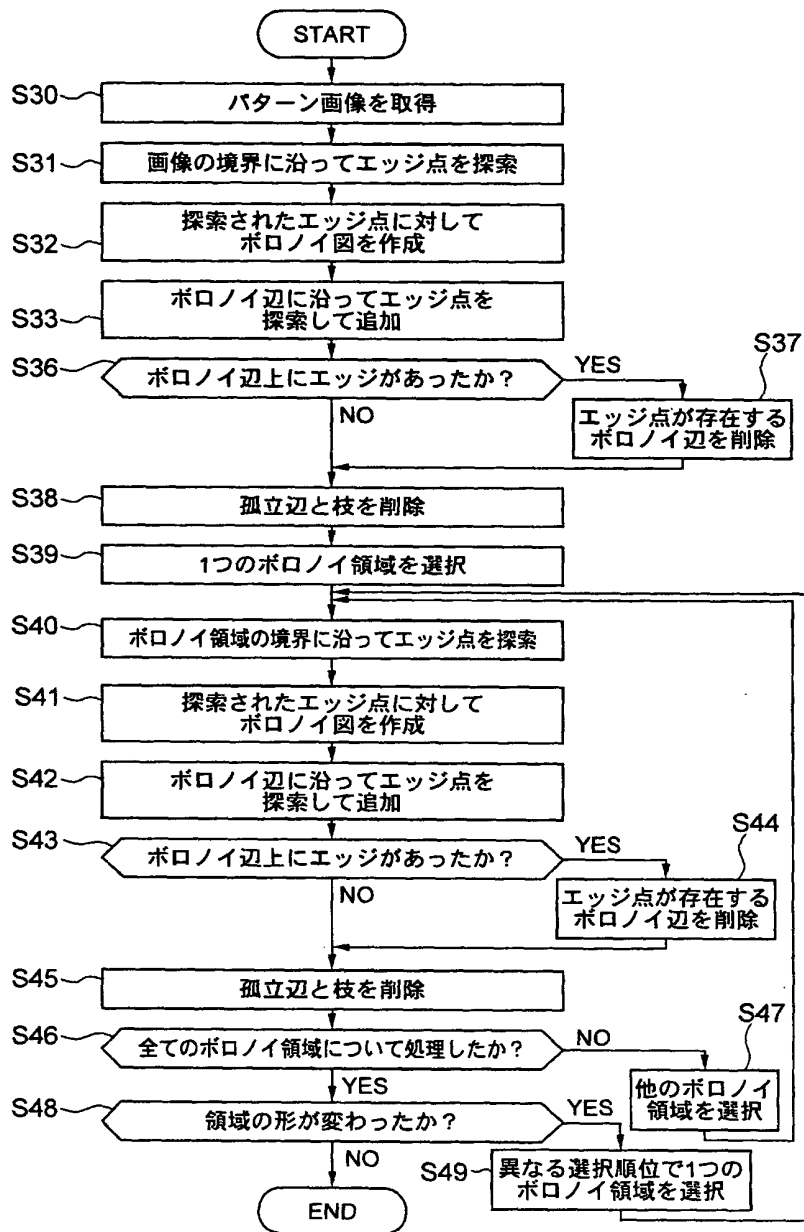 START
S30
パターン画像を取得
S31
画像の境界に沿ってエッジ点を探索
S32
探索されたエッジ点に対して
ボロノイ図を作成
S33
ボロノイ辺に沿ってエッジ点を
探索して追加
S36
ボロノイ辺上にエッジがあったか?
YES
S37
エッジ点が存在する
ボロノイ辺を削除
NO
S38
孤立辺と枝を削除
S39
1つのボロノイ領域を選択
S40
ボロノイ領域の境界に沿ってエッジ点を探索
S41
探索されたエッジ点に対して
ボロノイ図を作成
S42
ボロノイ辺に沿ってエッジ点を
探索して追加
S43
ボロノイ辺上にエッジがあったか?
YES
S44
エッジ点が存在する
ボロノイ辺を削除
NO
S45
孤立辺と枝を削除
S46
全てのボロノイ領域について処理したか?
NO
S47
他のボロノイ
領域を選択
YES
S48
領域の形が変わったか?
YES
S49
異なる選択順位で1つの
ボロノイ領域を選択
NO
END